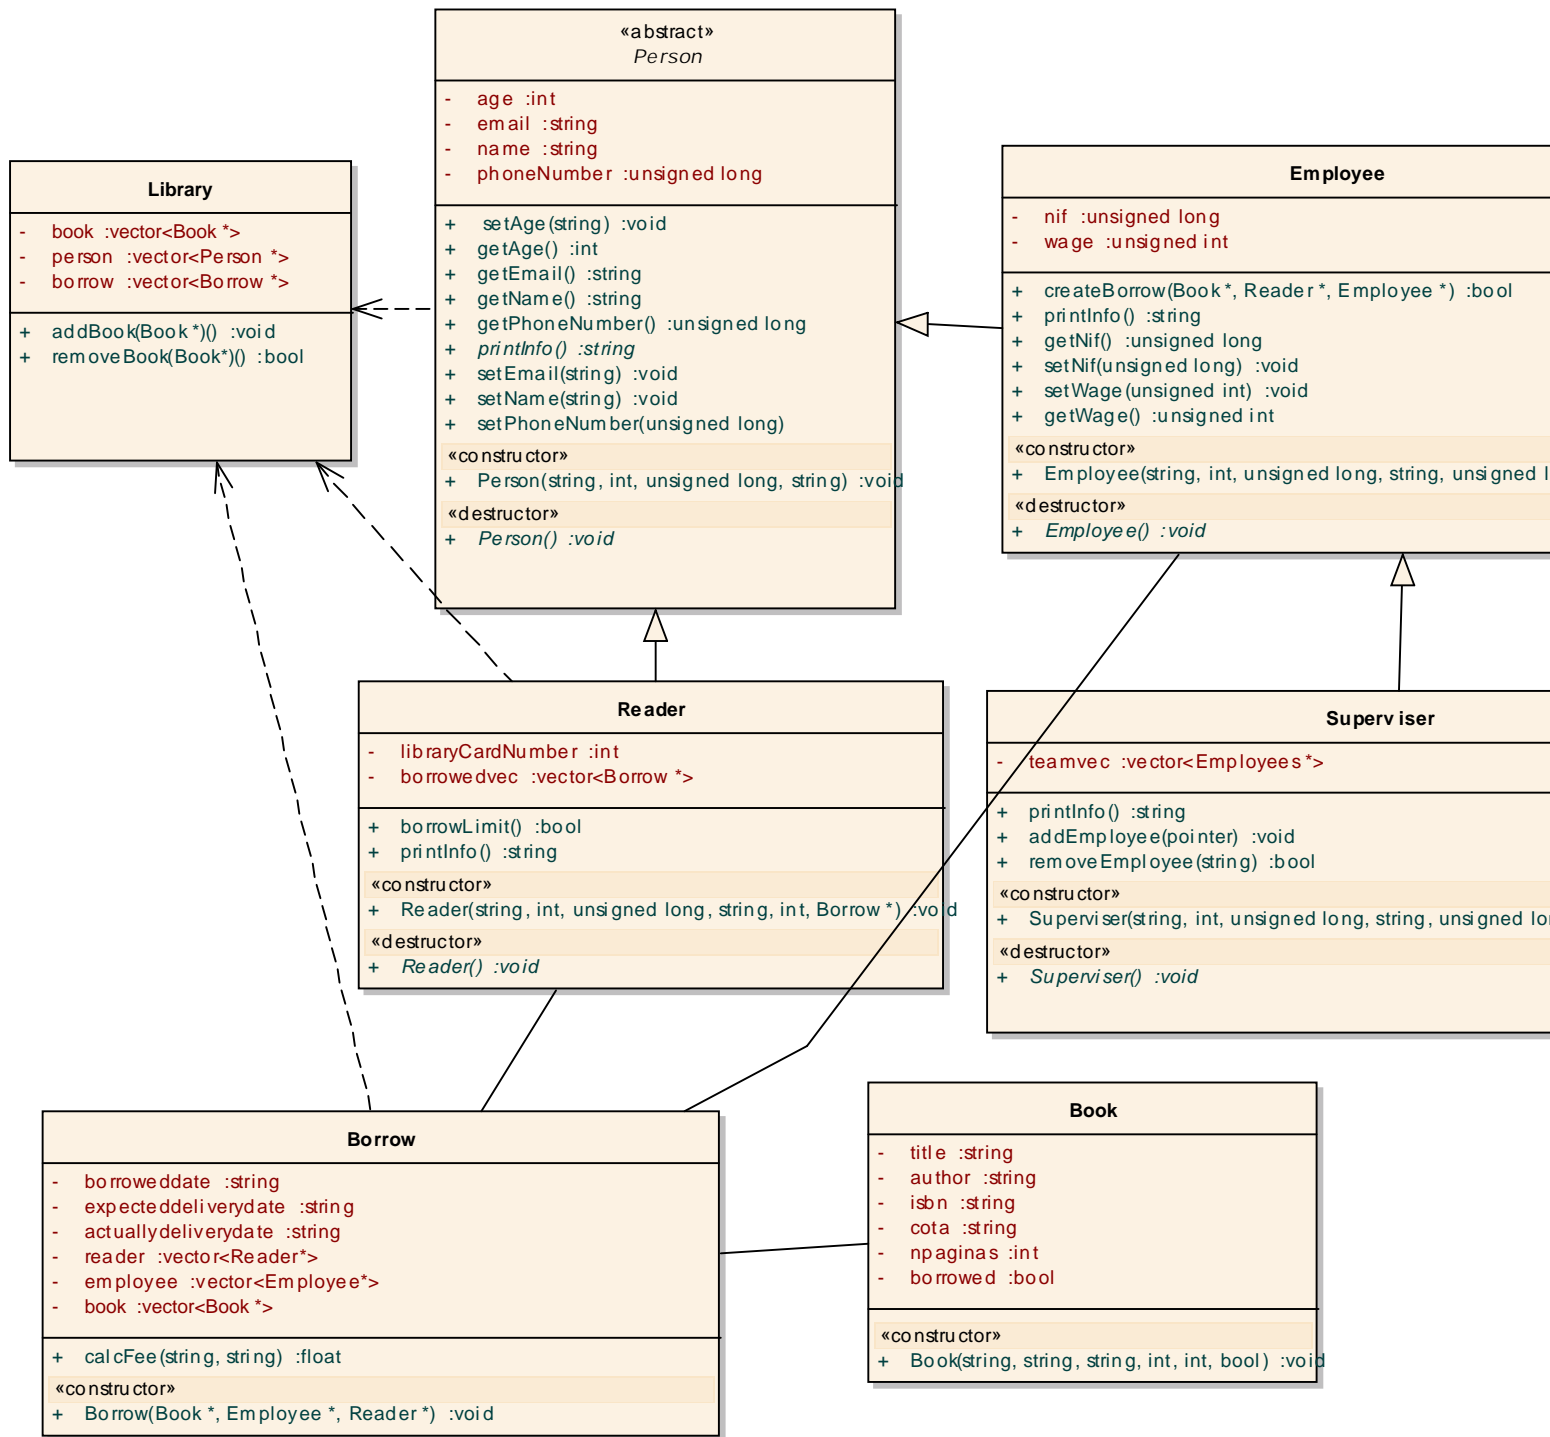 «abstract»
Person
- age :int
- email :string
- name :string
- phoneNumber :unsigned long
+ setAge(string) :void
+ getAge() :int
+ getEmail() :string
+ getName() :string
+ getPhoneNumber() :unsigned long
+ printInfo() :string
+ setEmail(string) :void
+ setName(string) :void
+ setPhoneNumber(unsigned long)
«constructor»
+ Person(string, int, unsigned long, string) :void
«destructor»
+ Person() :void
Library
- book :vector<Book *>
- person :vector<Person *>
- borrow :vector<Borrow *>
+ addBook(Book *)() :void
+ removeBook(Book*)() :bool
Employee
- nif :unsigned long
- wage :unsigned int
+ createBorrow(Book *, Reader *, Employee *) :bool
+ printInfo() :string
+ getNif() :unsigned long
+ setNif(unsigned long) :void
+ setWage(unsigned int) :void
+ getWage() :unsigned int
«constructor»
+ Employee(string, int, unsigned long, string, unsigned l
«destructor»
+ Employee() :void
Reader
- libraryCardNumber :int
- borrowedvec :vector<Borrow *>
+ borrowLimit() :bool
+ printInfo() :string
«constructor»
+ Reader(string, int, unsigned long, string, int, Borrow *) :void
«destructor»
+ Reader() :void
Superviser
- teamvec :vector<Employees *>
+ printInfo() :string
+ addEmployee(pointer) :void
+ removeEmployee(string) :bool
«constructor»
+ Superviser(string, int, unsigned long, string, unsigned lo
«destructor»
+ Superviser() :void
Borrow
- borroweddate :string
- expecteddeliverydate :string
- actuallydeliverydate :string
- reader :vector<Reader*>
- employee :vector<Employee*>
- book :vector<Book *>
+ calcFee(string, string) :float
«constructor»
+ Borrow(Book *, Employee *, Reader *) :void
Book
- title :string
- author :string
- isbn :string
- cota :string
- npaginas :int
- borrowed :bool
«constructor»
+ Book(string, string, string, int, int, bool) :void